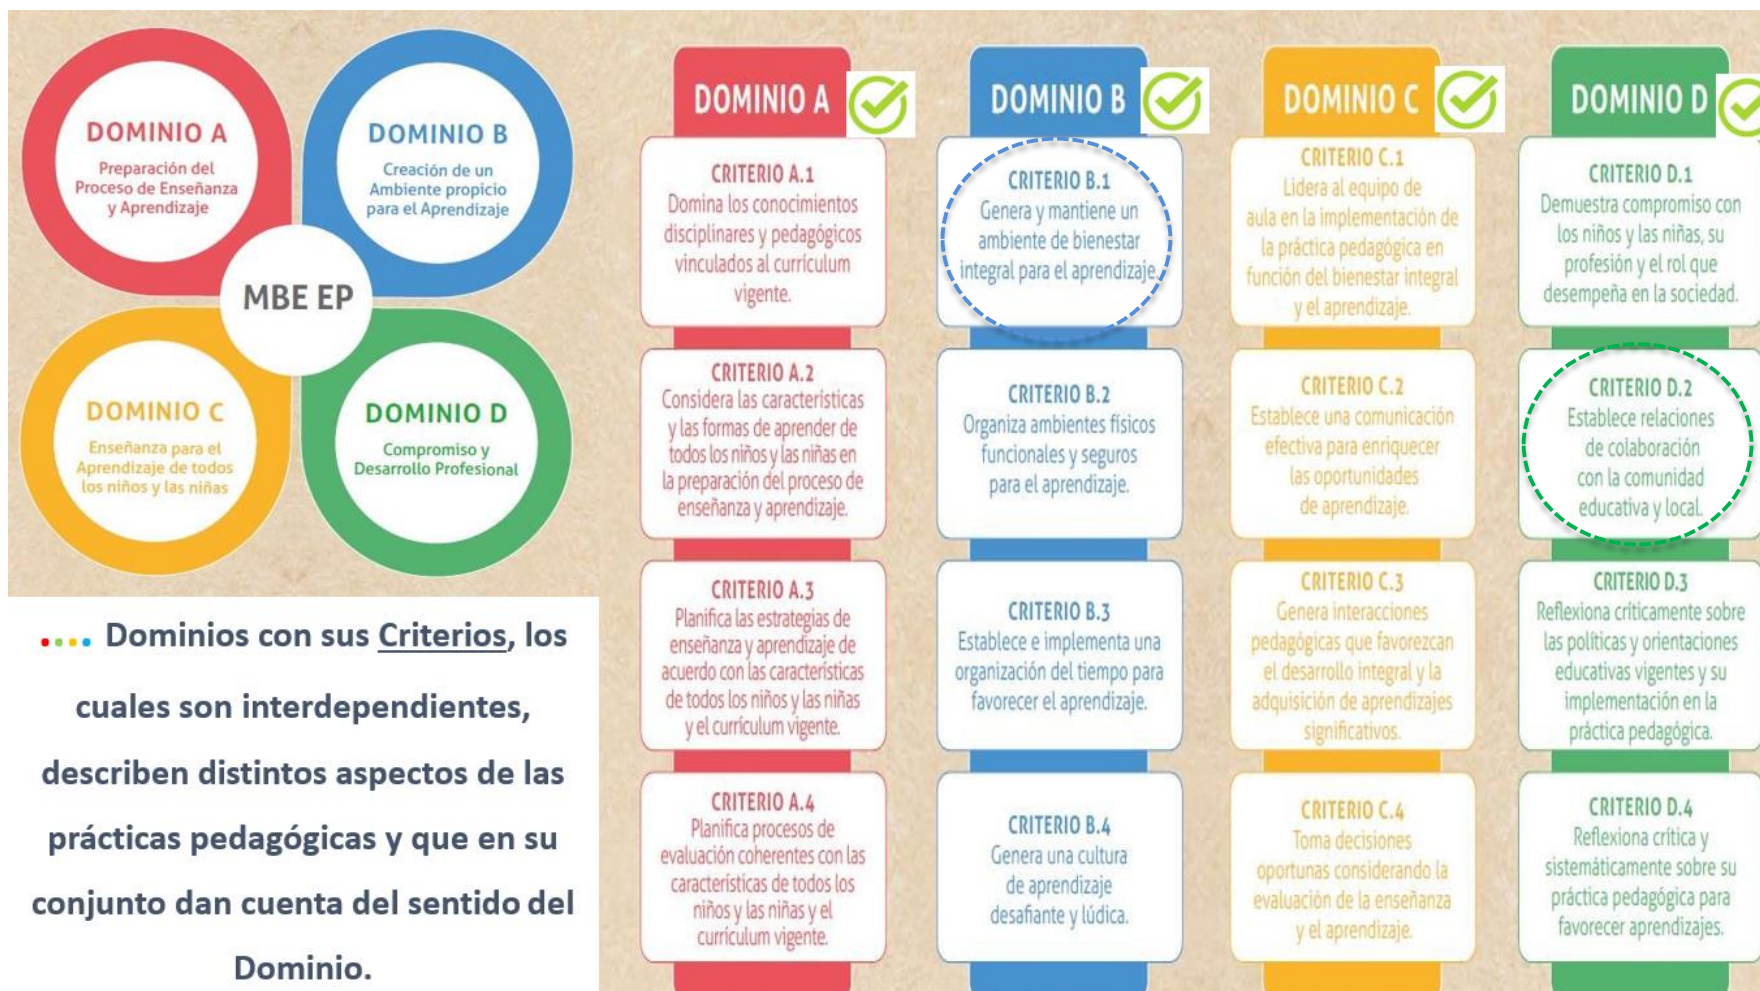 DOMINIO A
Preparación del
Proceso de Enseñanza
y Aprendizaje
DOMINIO B
Creación de un
Ambiente propicio
para el Aprendizaje
MBE EP
DOMINIO C
Enseñanza para el
Aprendizaje de todos
los niños y las niñas
DOMINIO D
Compromiso y
Desarrollo Profesional
.... Dominios con sus Criterios, los
cuales son interdependientes,
describen distintos aspectos de las
prácticas pedagógicas y que en su
conjunto dan cuenta del sentido del
Dominio.
DOMINIO A
CRITERIO A.1
Domina los conocimientos
disciplinares y pedagógicos
vinculados al currículum
vigente.
CRITERIO A.2
Considera las características
y las formas de aprender de
todos los niños y las niñas en
la preparación del proceso de
enseñanza y aprendizaje.
CRITERIO A.3
Planifica las estrategias de
enseñanza y aprendizaje de
acuerdo con las características
de todos los niños y las niñas
y el currículum vigente.
CRITERIO A.4
Planifica procesos de
evaluación coherentes con las
características de todos los
niños y las niñas y el
currículum vigente.
DOMINIO B
CRITERIO B.1
Genera y mantiene un
ambiente de bienestar
integral para el aprendizaje.
CRITERIO B.2
Organiza ambientes físicos
funcionales y seguros
para el aprendizaje.
CRITERIO B.3
Establece e implementa una
organización del tiempo para
favorecer el aprendizaje.
CRITERIO B.4
Genera una cultura
de aprendizaje
desafiante y lúdica.
DOMINIO C
CRITERIO C.1
Lidera al equipo de
aula en la implementación de
la práctica pedagógica en
función del bienestar integral
y el aprendizaje.
CRITERIO C.2
Establece una comunicación
efectiva para enriquecer
las oportunidades
de aprendizaje.
CRITERIO C.3
Genera interacciones
pedagógicas que favorezcan
el desarrollo integral y la
adquisición de aprendizajes
significativos.
CRITERIO C.4
Toma decisiones
oportunas considerando la
evaluación de la enseñanza
y el aprendizaje.
DOMINIO D
CRITERIO D.1
Demuestra compromiso con
los niños y las niñas, su
profesión y el rol que
desempeña en la sociedad.
CRITERIO D.2
Establece relaciones
de colaboración
con la comunidad
educativa y local.
CRITERIO D.3
Reflexiona críticamente sobre
las políticas y orientaciones
educativas vigentes y su
implementación en la
práctica pedagógica.
CRITERIO D.4
Reflexiona crítica y
sistemáticamente sobre su
práctica pedagógica para
favorecer aprendizajes.